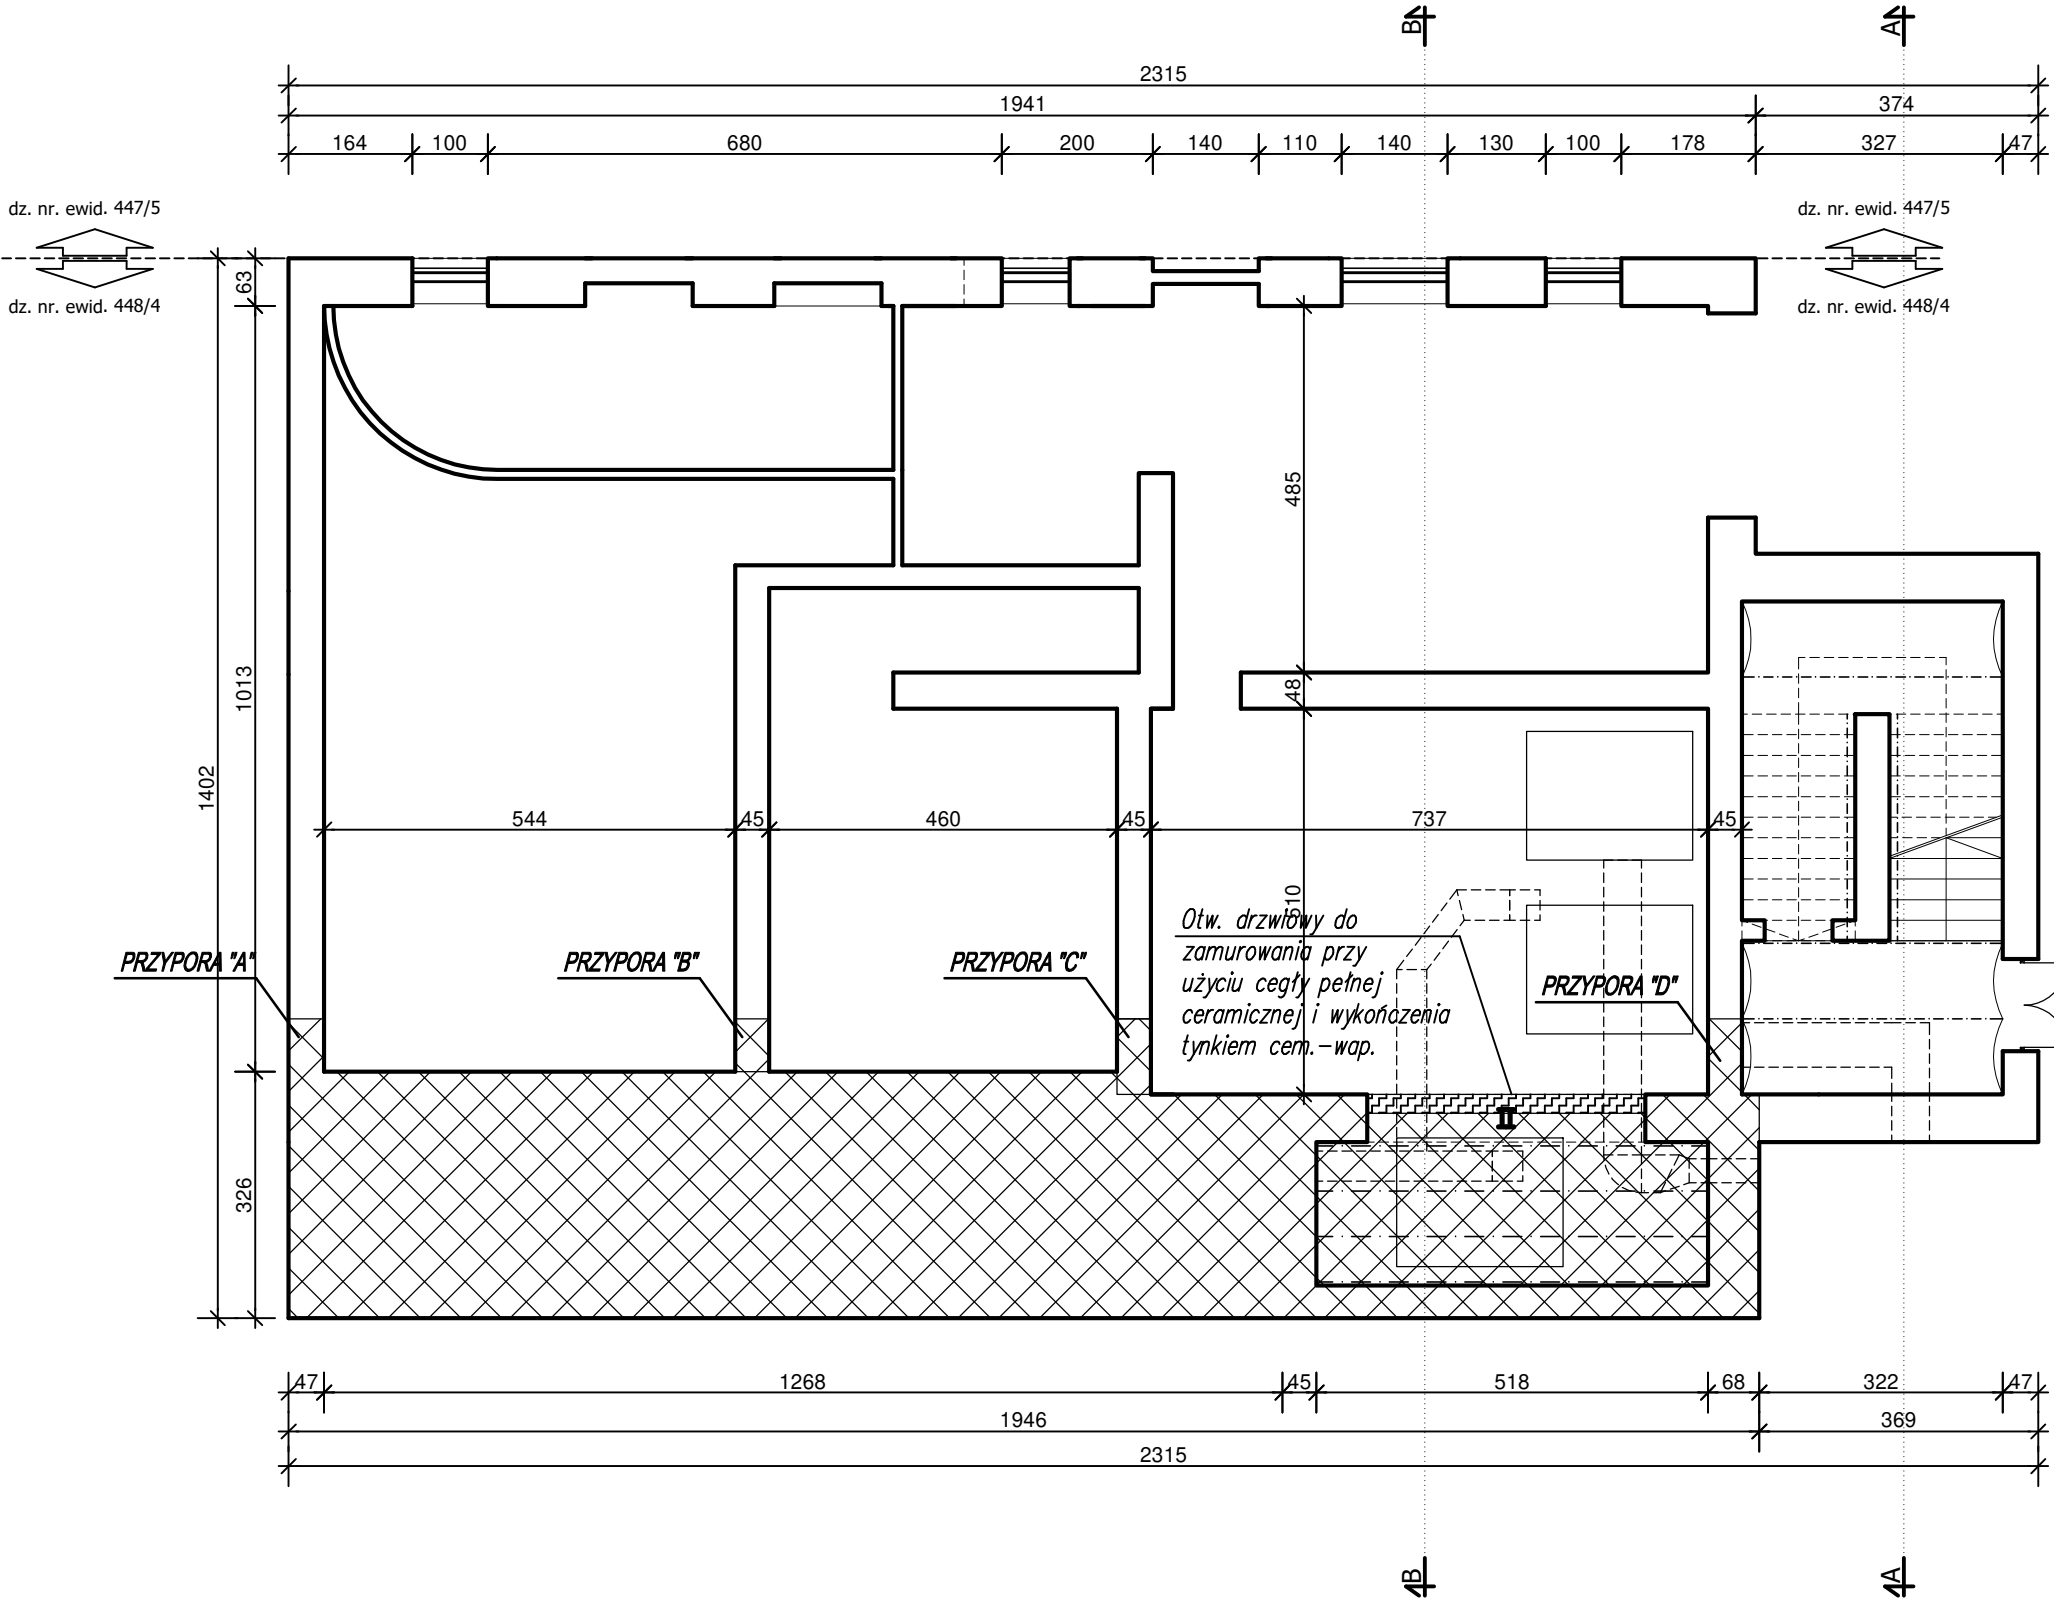 B A
2315
1941 374
164 100 680 200 140 110 140 130 100 178 327 47
dz. nr. ewid. 447/5 dz. nr. ewid. 447/5
63
dz. nr. ewid. 448/4 dz. nr. ewid. 448/4
485
1013
48
1402
544 45 460 45 737 45
510
Otw. drzwiowy do
zamurowania przy
użyciu cegły pełnej
ceramicznej i wykończenia
tynkiem cem.-wap.
PRZYPORA "A" PRZYPORA "B" PRZYPORA "C" PRZYPORA "D"
II
326
47 1268 45 518 68 322 47
1946 369
2315
B A